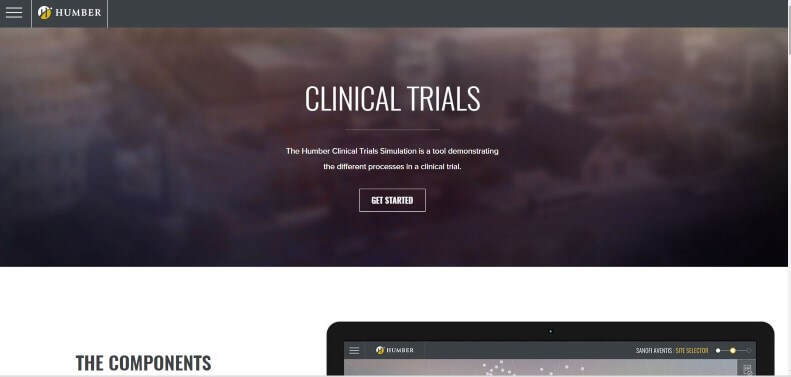 HUMBER
CLINICAL TRIALS
The Humber Clinical Trials Simulation is a tool demonstrating
the different processes in a clinical trial.
GET STARTED
THE COMPONENTS
HUMBER
SANOFI AVENTIS : SITE SELECTOR